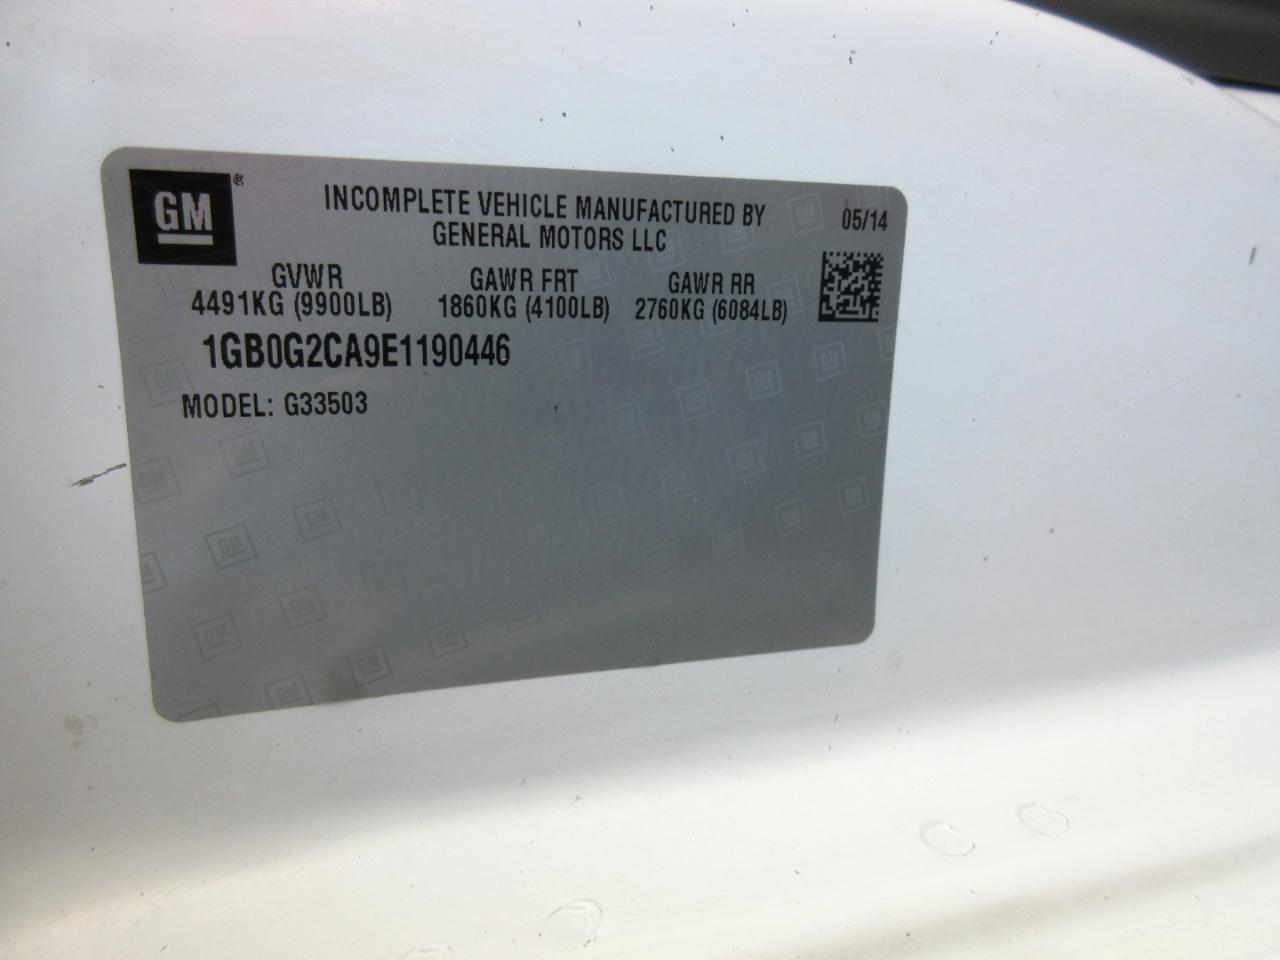 GM®
INCOMPLETE VEHICLE MANUFACTURED BY
GENERAL MOTORS LLC
05/14
GVWR GAWR FRT GAWR RR
4491KG (9900LB) 1860KG (4100LB) 2760KG (6084LB)
1GB0G2CA9E1190446
MODEL: G33503